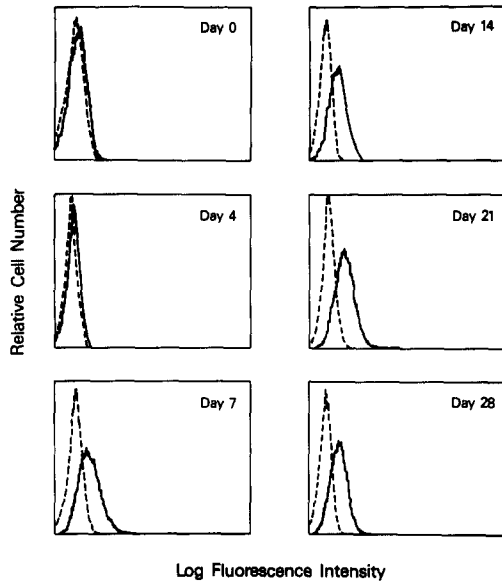 Day 0
Day 14
Day 4
Day 21
Day 7
Day 28
Relative Cell Number
Log Fluorescence Intensity